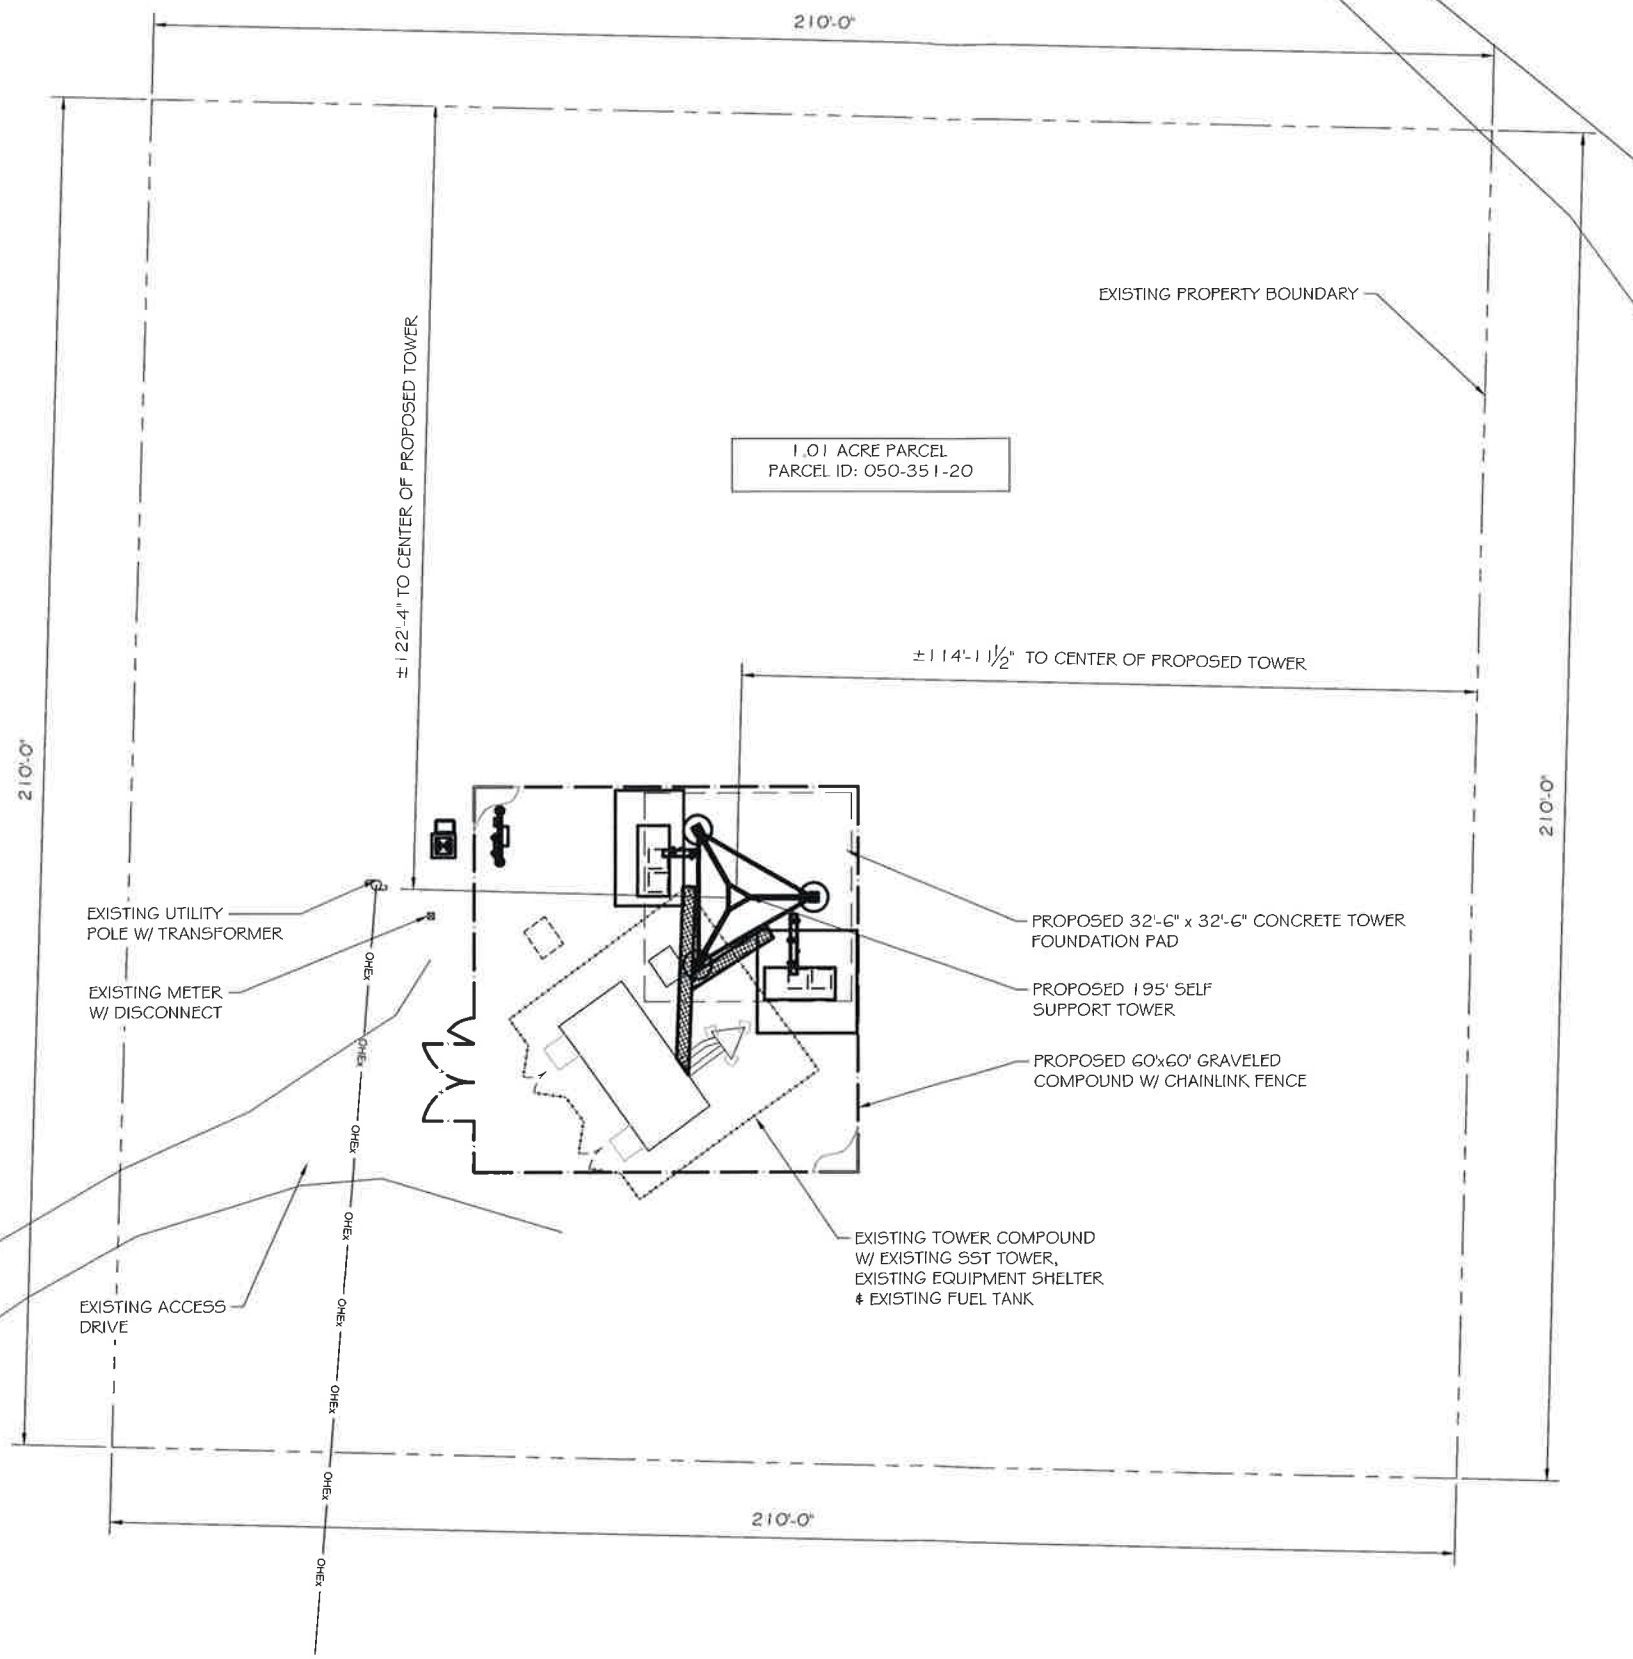 210'-0"
EXISTING PROPERTY BOUNDARY
±122'-4" TO CENTER OF PROPOSED TOWER
1.01 ACRE PARCEL
PARCEL ID: 050-351-20
±114'-11½" TO CENTER OF PROPOSED TOWER
210'-0"
210'-0"
EXISTING UTILITY
POLE W/ TRANSFORMER
PROPOSED 32'-6" x 32'-6" CONCRETE TOWER
FOUNDATION PAD
OHEx
EXISTING METER
W/ DISCONNECT
PROPOSED 195' SELF
SUPPORT TOWER
OHEx
PROPOSED 60'x60' GRAVELED
COMPOUND W/ CHAINLINK FENCE
OHEx
OHEx
EXISTING TOWER COMPOUND
W/ EXISTING SST TOWER,
EXISTING EQUIPMENT SHELTER
& EXISTING FUEL TANK
EXISTING ACCESS
DRIVE
OHEx
OHEx
OHEx
210'-0"
OHEx